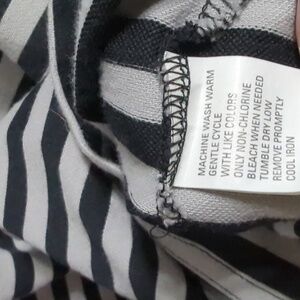 MACHINE WASH WARM
GENTLE CYCLE
WITH LIKE COLORS
ONLY NON-CHLORINE
BLEACH WHEN NEEDED
TUMBLE DRY LOW
REMOVE PROMPTLY
COOL IRON